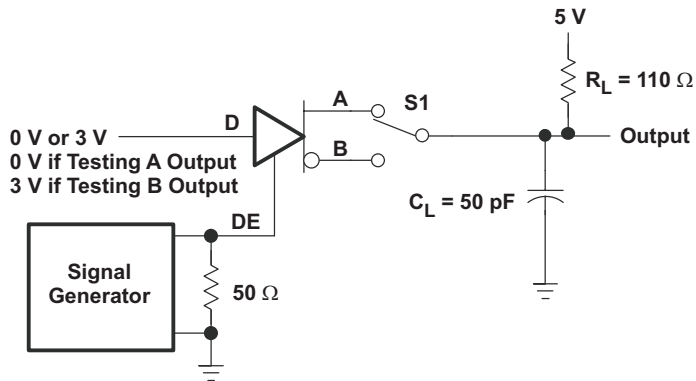 5 V
R_L = 110 Ω
A
S1
D
0 V or 3 V
0 V if Testing A Output
3 V if Testing B Output
B
Output
C_L = 50 pF
DE
Signal
Generator
50 Ω